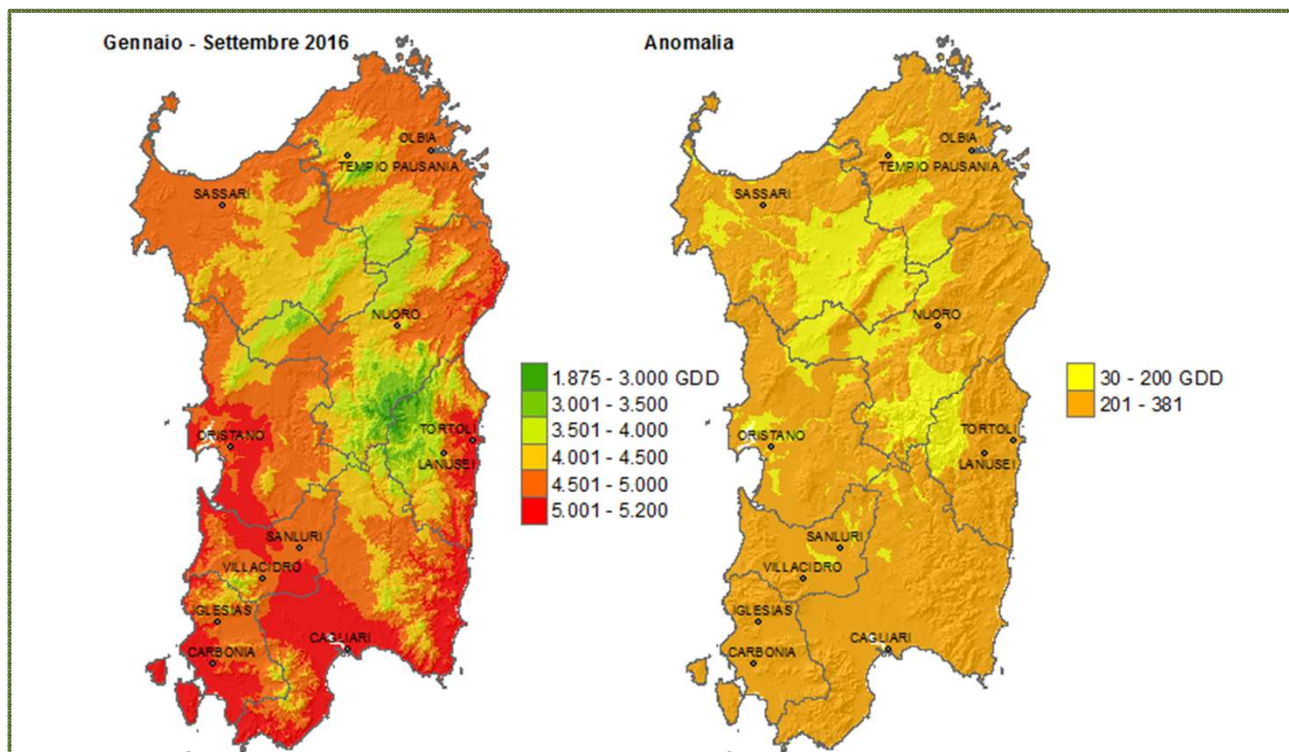 Gennaio - Settembre 2016
OLBIA
TEMPIO PAUSANIA
SASSARI
NUORO
ORISTANO
TORTOLI
LANUSEI
SANLURI
VILLACIDRO
IGLESIAS
CAGLIARI
CARBONIA
1.875 - 3.000 GDD
3.001 - 3.500
3.501 - 4.000
4.001 - 4.500
4.501 - 5.000
5.001 - 5.200
Anomalia
OLBIA
TEMPIO PAUSANIA
SASSARI
NUORO
ORISTANO
TORTOLI
LANUSEI
SANLURI
VILLACIDRO
IGLESIAS
CAGLIARI
CARBONIA
30 - 200 GDD
201 - 381